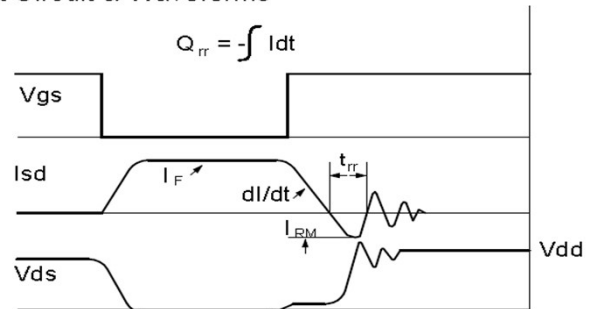 Q rr = -∫ Idt
Vgs
Isd
I F
dI/dt
t rr
I RM
Vds
Vdd